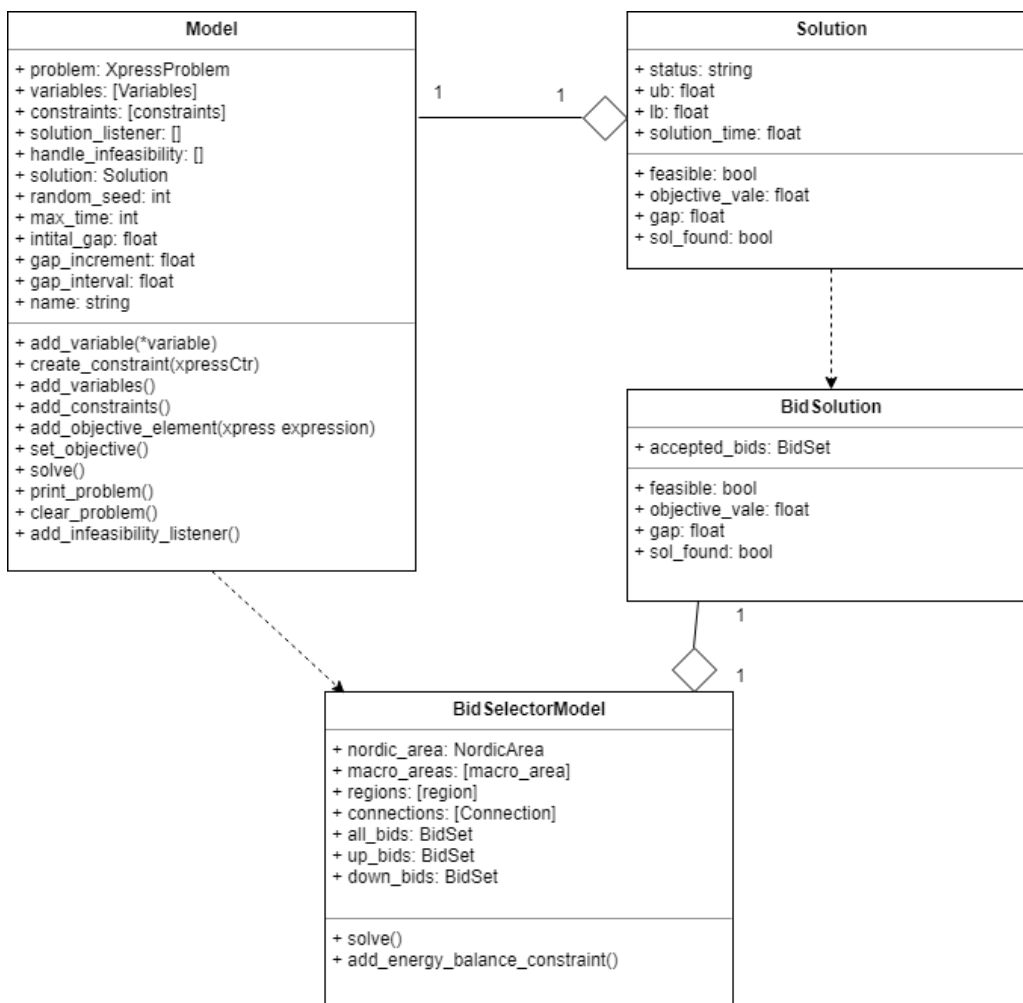 Model
+ problem: XpressProblem
+ variables: [Variables]
+ constraints: [constraints]
+ solution_listener: []
+ handle_infeasibility: []
+ solution: Solution
+ random_seed: int
+ max_time: int
+ intital_gap: float
+ gap_increment: float
+ gap_interval: float
+ name: string
+ add_variable(*variable)
+ create_constraint(xpressCtr)
+ add_variables()
+ add_constraints()
+ add_objective_element(xpress expression)
+ set_objective()
+ solve()
+ print_problem()
+ clear_problem()
+ add_infeasibility_listener()
1
1
Solution
+ status: string
+ ub: float
+ lb: float
+ solution_time: float
+ feasible: bool
+ objective_vale: float
+ gap: float
+ sol_found: bool
BidSolution
+ accepted_bids: BidSet
+ feasible: bool
+ objective_vale: float
+ gap: float
+ sol_found: bool
1
1
BidSelectorModel
+ nordic_area: NordicArea
+ macro_areas: [macro_area]
+ regions: [region]
+ connections: [Connection]
+ all_bids: BidSet
+ up_bids: BidSet
+ down_bids: BidSet
+ solve()
+ add_energy_balance_constraint()